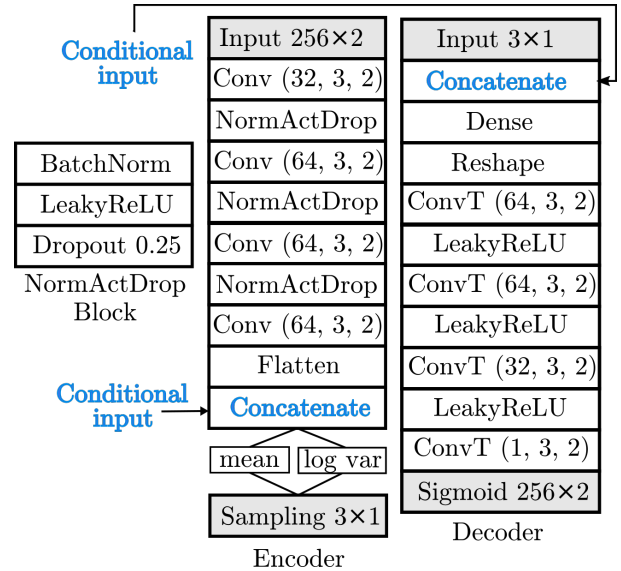 Conditional
input
BatchNorm
LeakyReLU
Dropout 0.25
NormActDrop
Block
Conditional
input
Input 256×2
Conv (32, 3, 2)
NormActDrop
Conv (64, 3, 2)
NormActDrop
Conv (64, 3, 2)
NormActDrop
Conv (64, 3, 2)
Flatten
Concatenate
mean
log var
Sampling 3×1
Encoder
Input 3×1
Concatenate
Dense
Reshape
ConvT (64, 3, 2)
LeakyReLU
ConvT (64, 3, 2)
LeakyReLU
ConvT (32, 3, 2)
LeakyReLU
ConvT (1, 3, 2)
Sigmoid 256×2
Decoder